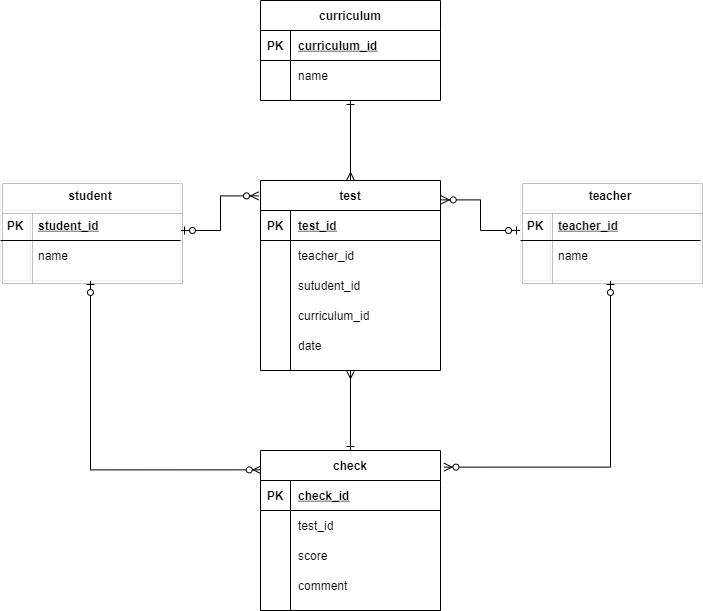 curriculum
PK curriculum_id
name
student
PK student_id
name
test
PK test_id
teacher_id
sutudent_id
curriculum_id
date
teacher
PK teacher_id
name
check
PK check_id
test_id
score
comment